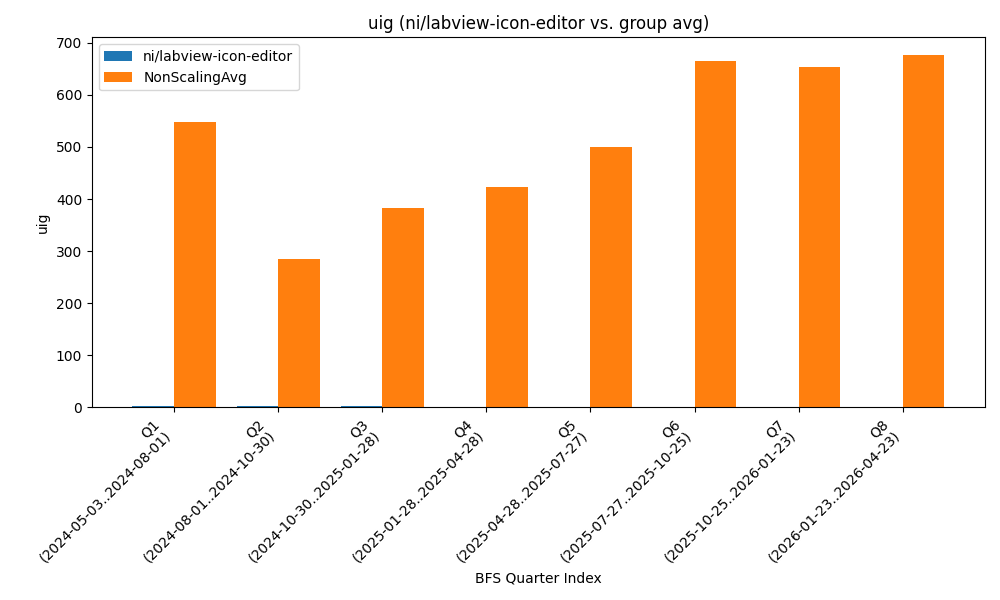 uig (ni/labview-icon-editor vs. group avg)
ni/labview-icon-editor
NonScalingAvg
uig
700
600
500
400
300
200
100
0
Q1
(2024-05-03..2024-08-01)
Q2
(2024-08-01..2024-10-30)
Q3
(2024-10-30..2025-01-28)
Q4
(2025-01-28..2025-04-28)
Q5
(2025-04-28..2025-07-27)
Q6
(2025-07-27..2025-10-25)
Q7
(2025-10-25..2026-01-23)
Q8
(2026-01-23..2026-04-23)
BFS Quarter Index